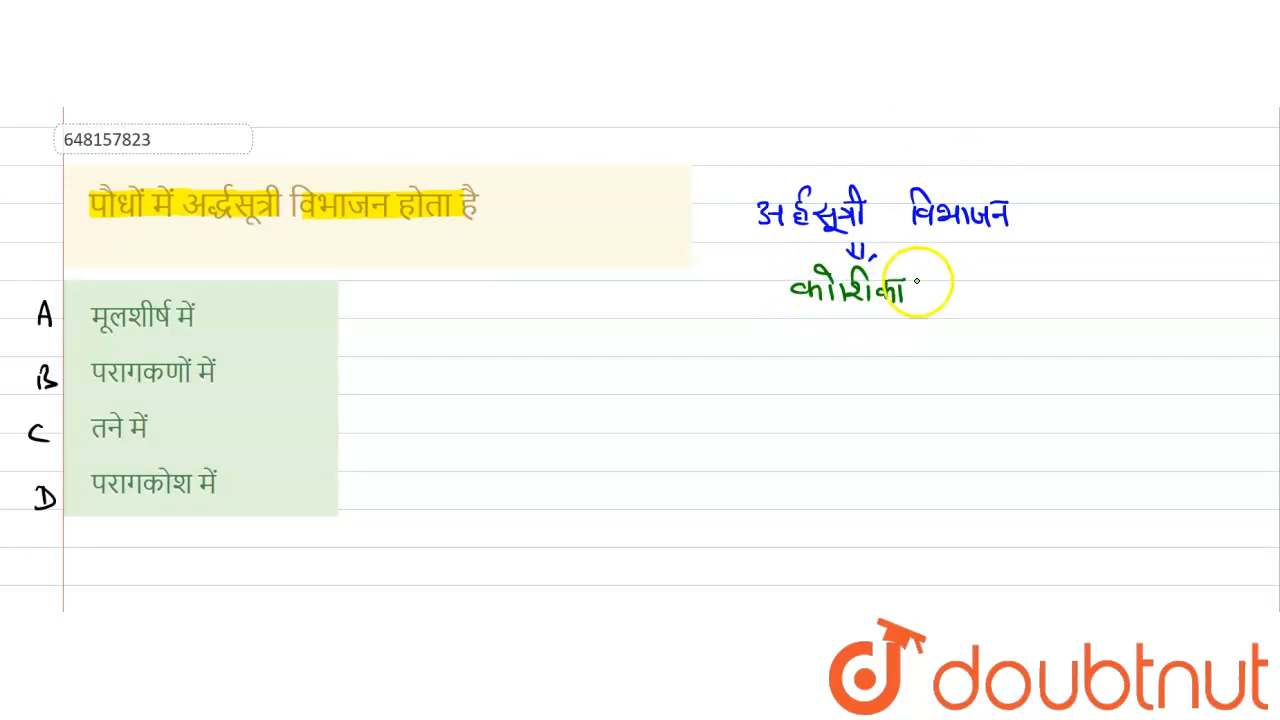 648157823
पौधों में अर्द्धसूत्री विभाजन होता है
अर्द्धसूत्री विभाजन
कोशिका
A मूलशीर्ष में
B परागकणों में
C तने में
D परागकोश में
doubtnut